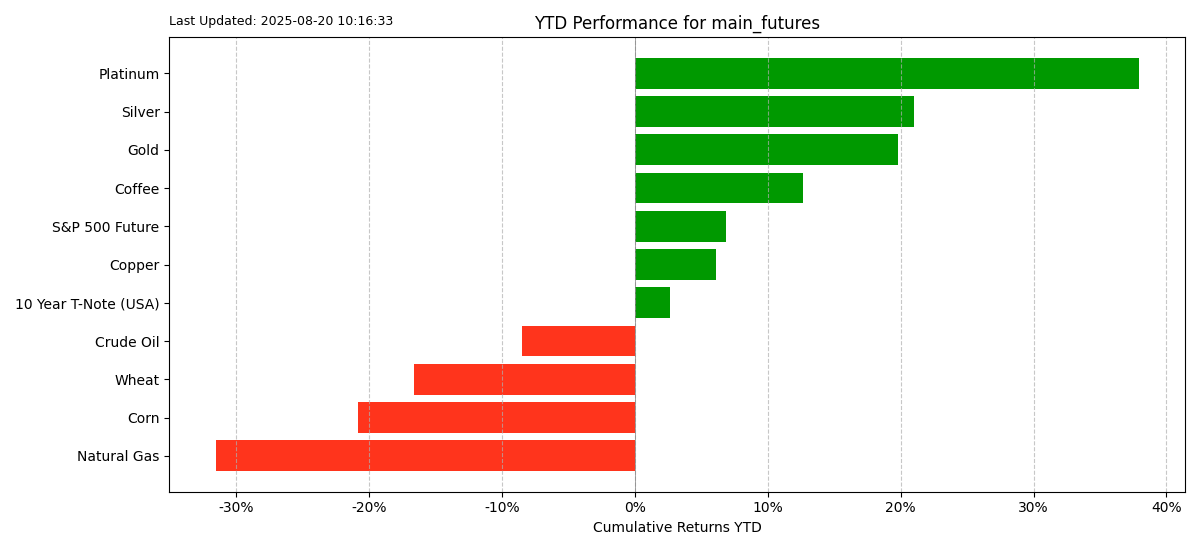 Last Updated: 2025-08-20 10:16:33
YTD Performance for main_futures
Platinum
Silver
Gold
Coffee
S&P 500 Future
Copper
10 Year T-Note (USA)
Crude Oil
Wheat
Corn
Natural Gas
-30% -20% -10% 0% 10% 20% 30% 40%
Cumulative Returns YTD